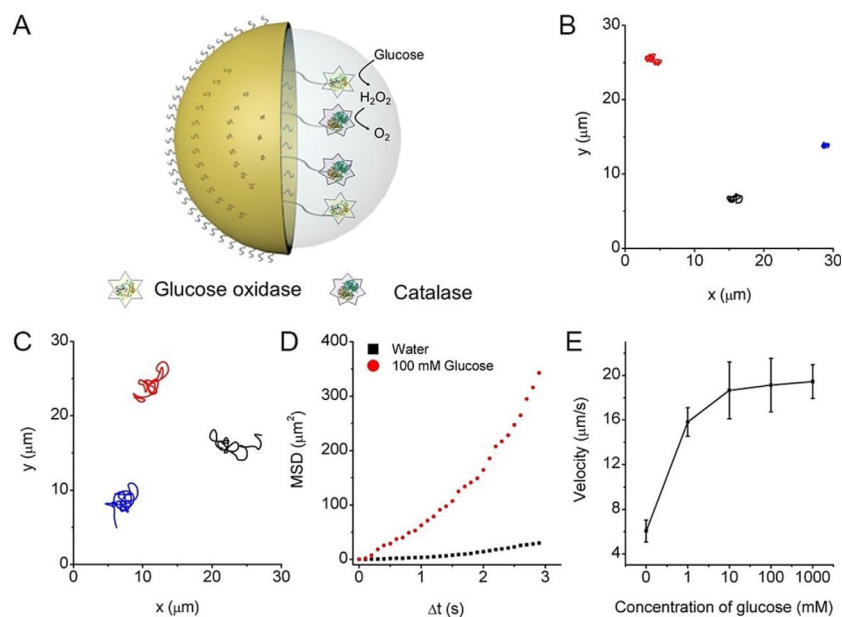 A
Glucose
H₂O₂
O₂
Glucose oxidase
Catalase
B
y (μm)
30
20
10
0
0
10
20
30
x (μm)
C
y (μm)
30
20
10
0
0
10
20
30
x (μm)
D
Water
100 mM Glucose
MSD (μm²)
400
300
200
100
0
0
1
2
3
Δt (s)
E
Velocity (μm/s)
20
16
12
8
4
0
1
10
100
1000
Concentration of glucose (mM)